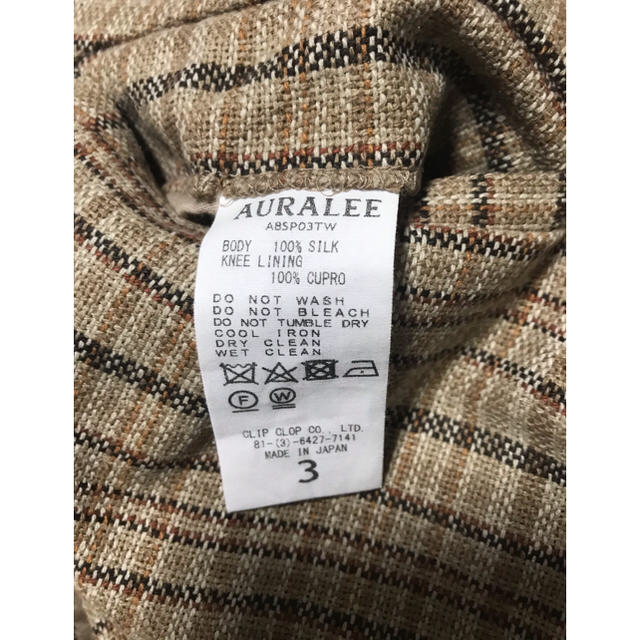 AURALEE
A8SP03TW
BODY 100% SILK
KNEE LINING
100% CUPRO
DO NOT WASH
DO NOT BLEACH
DO NOT TUMBLE DRY
COOL IRON
DRY CLEAN
WET CLEAN
F W
CLIP CLOP CO., LTD.
81-(3)-6427-7141
MADE IN JAPAN
3